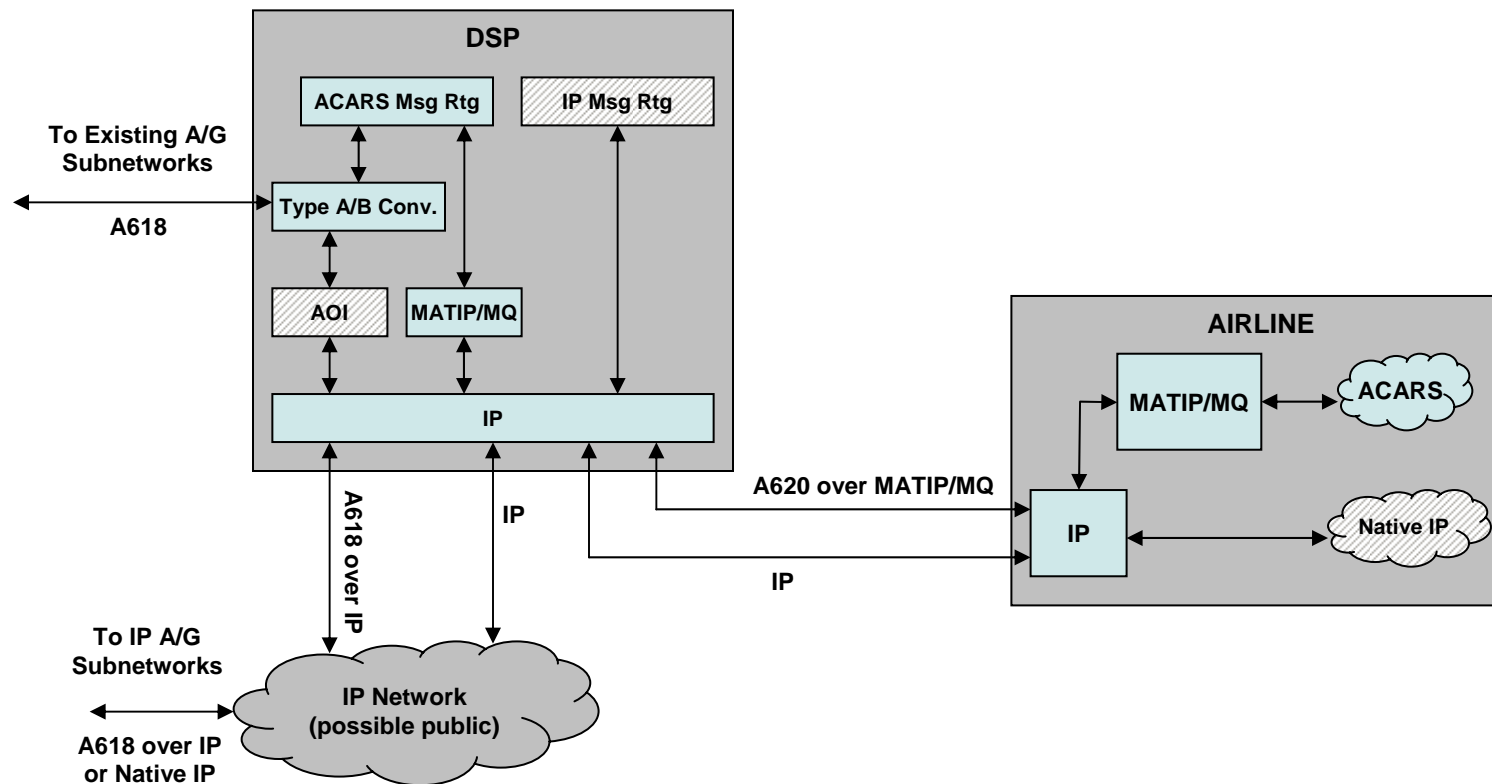 DSP
ACARS Msg Rtg
IP Msg Rtg
To Existing A/G
Subnetworks
A618
Type A/B Conv.
AOI
MATIP/MQ
IP
A618 over IP
IP
A620 over MATIP/MQ
IP
AIRLINE
MATIP/MQ
ACARS
IP
Native IP
To IP A/G
Subnetworks
A618 over IP
or Native IP
IP Network
(possible public)